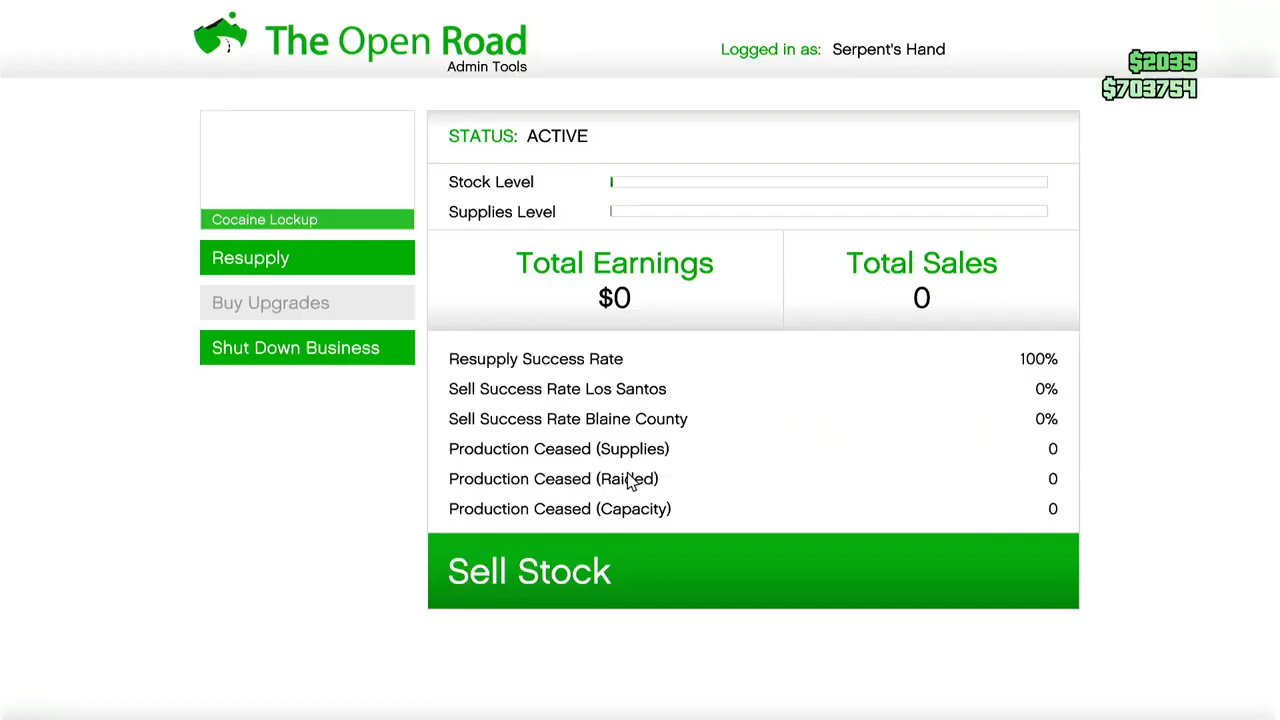 The Open Road
Admin Tools
Logged in as: Serpent's Hand
$2035
$703754
Cocaine Lockup
Resupply
Buy Upgrades
Shut Down Business
STATUS: ACTIVE
Stock Level
Supplies Level
Total Earnings
$0
Total Sales
0
Resupply Success Rate 100%
Sell Success Rate Los Santos 0%
Sell Success Rate Blaine County 0%
Production Ceased (Supplies) 0
Production Ceased (Raided) 0
Production Ceased (Capacity) 0
Sell Stock